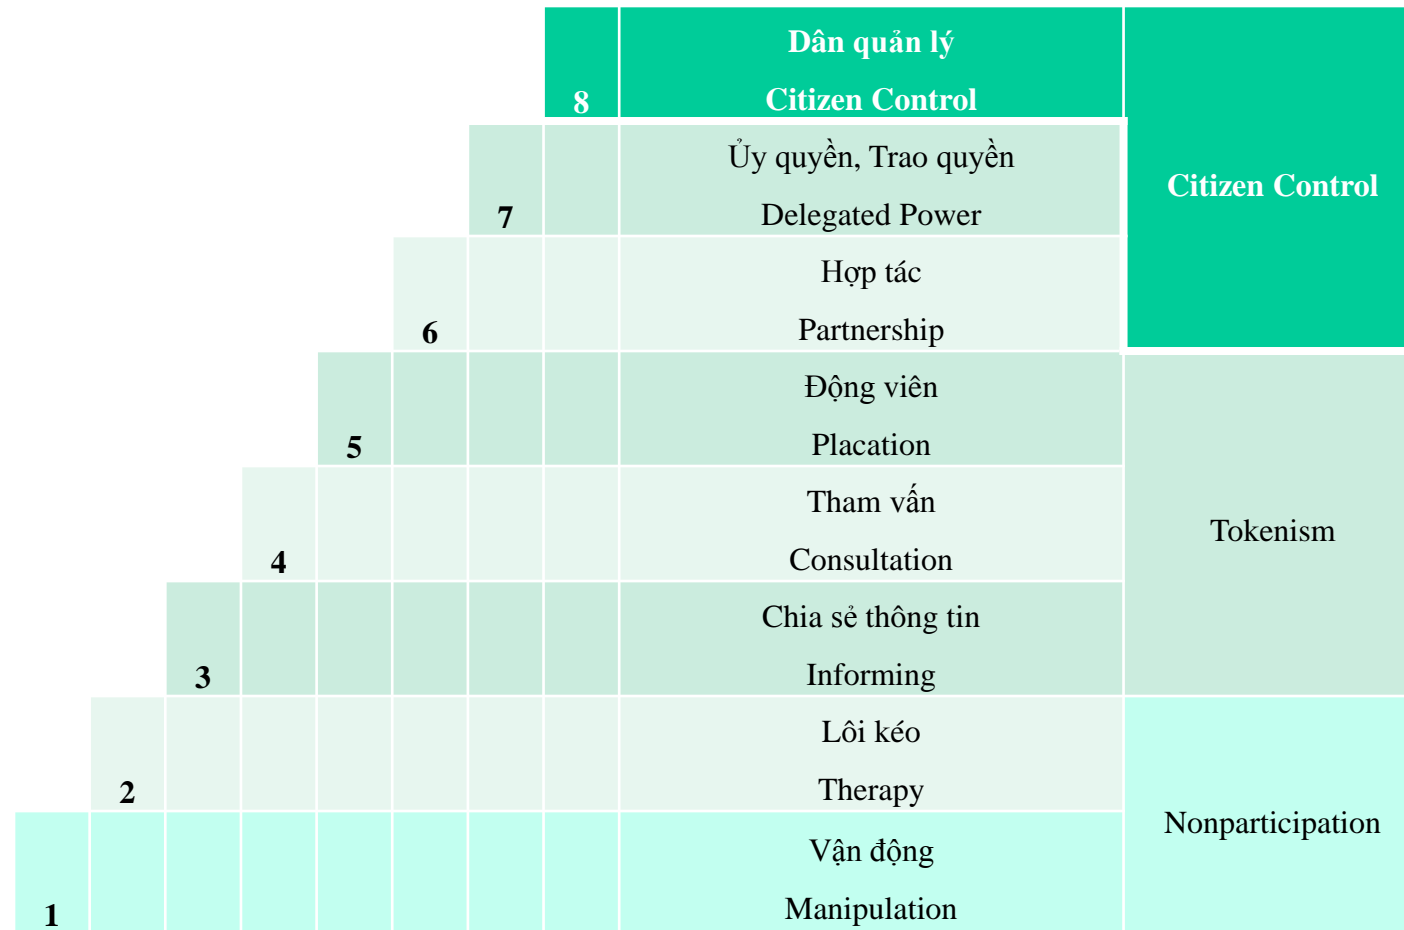 Dân quản lý
8 Citizen Control
Citizen Control
Ủy quyền, Trao quyền
7 Delegated Power
Hợp tác
6 Partnership
Động viên
5 Placation
Tokenism
Tham vấn
4 Consultation
Chia sẻ thông tin
3 Informing
Lôi kéo
2 Therapy
Nonparticipation
Vận động
1 Manipulation